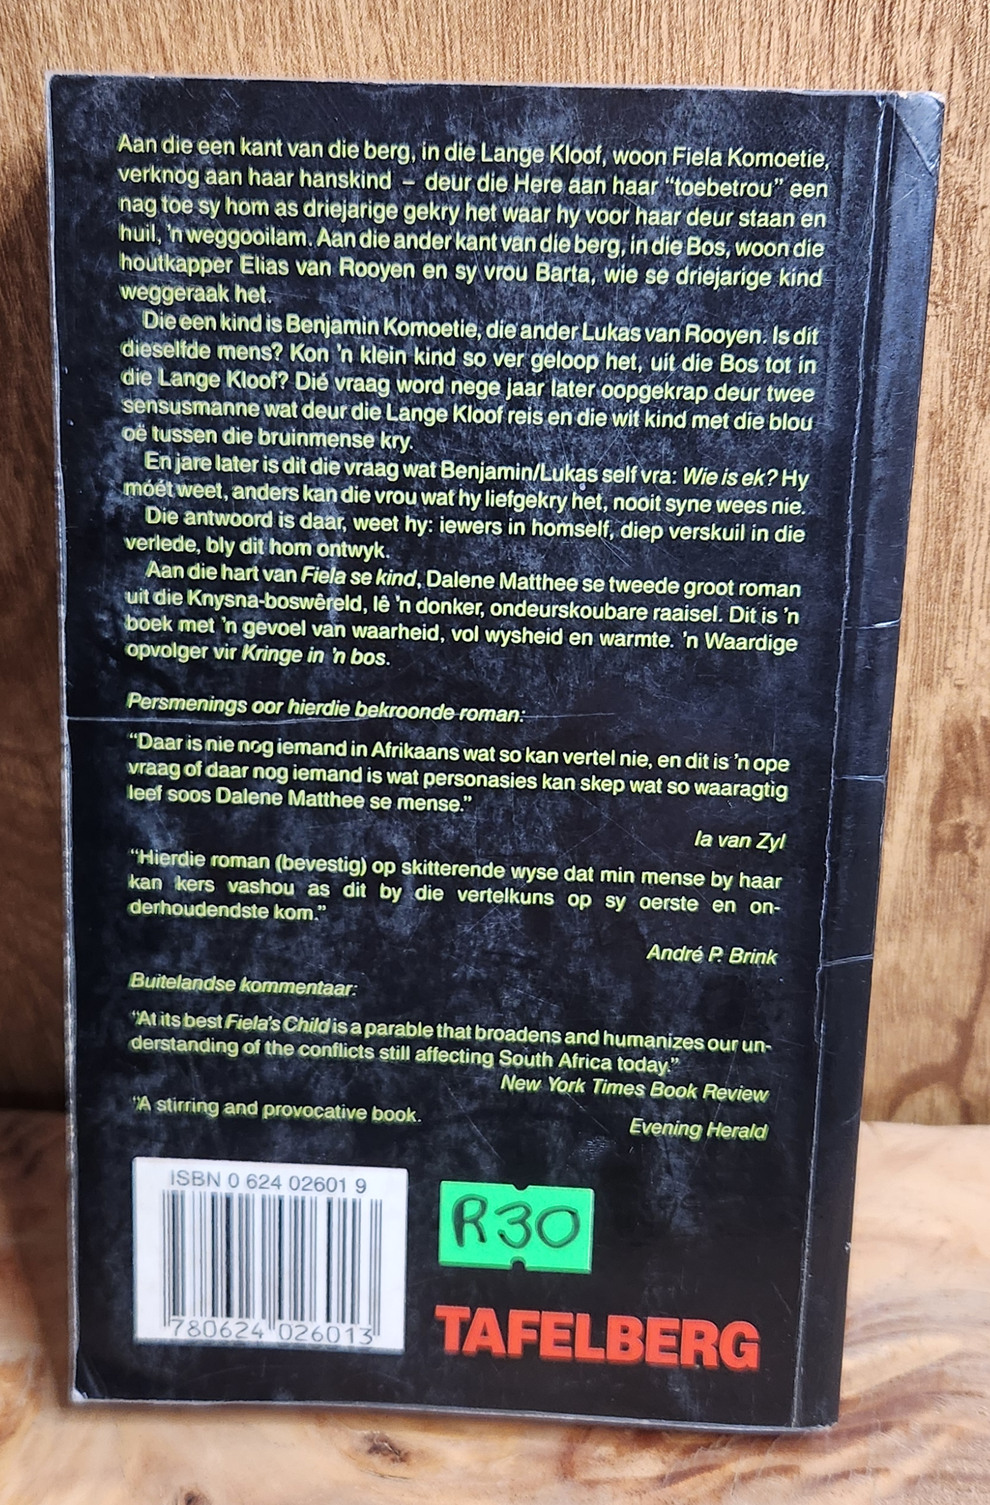 Aan die een kant van die berg, in die Lange Kloof, woon Fiela Komoetie,
verknog aan haar hanskind – deur die Here aan haar “toebetrou” een
nag toe sy hom as driejarige gekry het waar hy voor haar deur staan en
huil, 'n weggooilam. Aan die ander kant van die berg, in die Bos, woon die
houtkapper Elias van Rooyen en sy vrou Barta, wie se driejarige kind
weggeraak het.
Die een kind is Benjamin Komoetie, die ander Lukas van Rooyen. Is dit
dieselfde mens? Kon 'n klein kind so ver geloop het, uit die Bos tot in
die Lange Kloof? Dié vraag word nege jaar later oopgekrap deur twee
sensusmanne wat deur die Lange Kloof reis en die wit kind met die blou
oë tussen die bruinmense kry.
En jare later is dit die vraag wat Benjamin/Lukas self vra: Wie is ek? Hy
móét weet, anders kan die vrou wat hy liefgekry het, nooit syne wees nie.
Die antwoord is daar, weet hy: iewers in homself, diep verskuil in die
verlede, bly dit hom ontwyk.
Aan die hart van Fiela se kind, Dalene Matthee se tweede groot roman
uit die Knysna-boswêreld, lê 'n donker, ondeurskoubare raaisel. Dit is 'n
boek met 'n gevoel van waarheid, vol wysheid en warmte. 'n Waardige
opvolger vir Kringe in 'n bos.
Persmenings oor hierdie bekroonde roman:
“Daar is nie nog iemand in Afrikaans wat so kan vertel nie, en dit is 'n ope
vraag of daar nog iemand is wat personasies kan skep wat so waaragtig
leef soos Dalene Matthee se mense.”
Ia van Zyl
“Hierdie roman (bevestig) op skitterende wyse dat min mense by haar
kan kers vashou as dit by die vertelkuns op sy oerste en on-
derhoudendste kom.”
André P. Brink
Buitelandse kommentaar:
“At its best Fiela's Child is a parable that broadens and humanizes our un-
derstanding of the conflicts still affecting South Africa today.”
New York Times Book Review
“A stirring and provocative book.
Evening Herald
ISBN 0 624 02601 9
780624 026013
R30
TAFELBERG